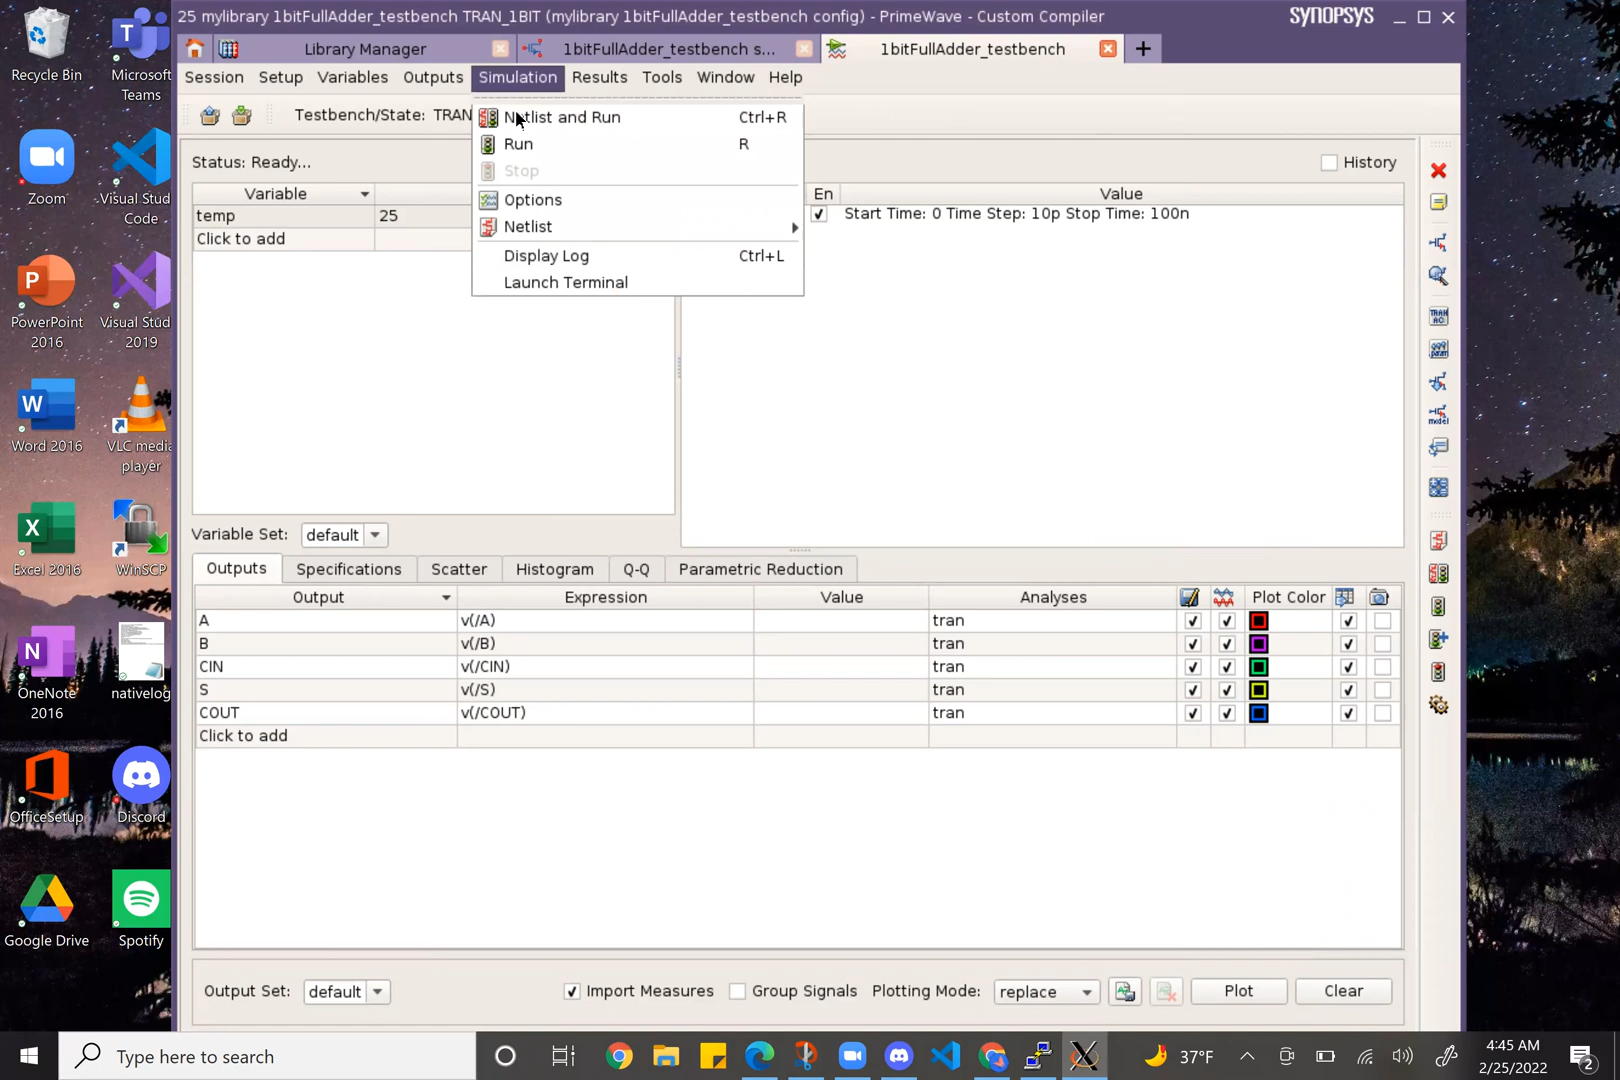 25 mylibrary 1bitFullAdder_testbench TRAN_1BIT (mylibrary 1bitFullAdder_testbench config) - PrimeWave - Custom Compiler
SYNOPSYS
Library Manager
1bitFullAdder_testbench s...
1bitFullAdder_testbench
Session Setup Variables Outputs Simulation Results Tools Window Help
Testbench/State: TRAN
Netlist and Run Ctrl+R
Run R
Stop
Options
Netlist
Display Log Ctrl+L
Launch Terminal
Status: Ready...
History
Variable
temp 25
Click to add
En Value
Start Time: 0 Time Step: 10p Stop Time: 100n
Variable Set: default
Outputs Specifications Scatter Histogram Q-Q Parametric Reduction
Output Expression Value Analyses Plot Color
A v(/A) tran
B v(/B) tran
CIN v(/CIN) tran
S v(/S) tran
COUT v(/COUT) tran
Click to add
Output Set: default Import Measures Group Signals Plotting Mode: replace Plot Clear
Recycle Bin
Microsoft Teams
Zoom
Visual Stud Code
PowerPoint 2016
Visual Stud 2019
Word 2016
VLC media player
Excel 2016
WinSCP
OneNote 2016
nativelog
OfficeSetup
Discord
Google Drive
Spotify
Type here to search
37°F
4:45 AM
2/25/2022
2